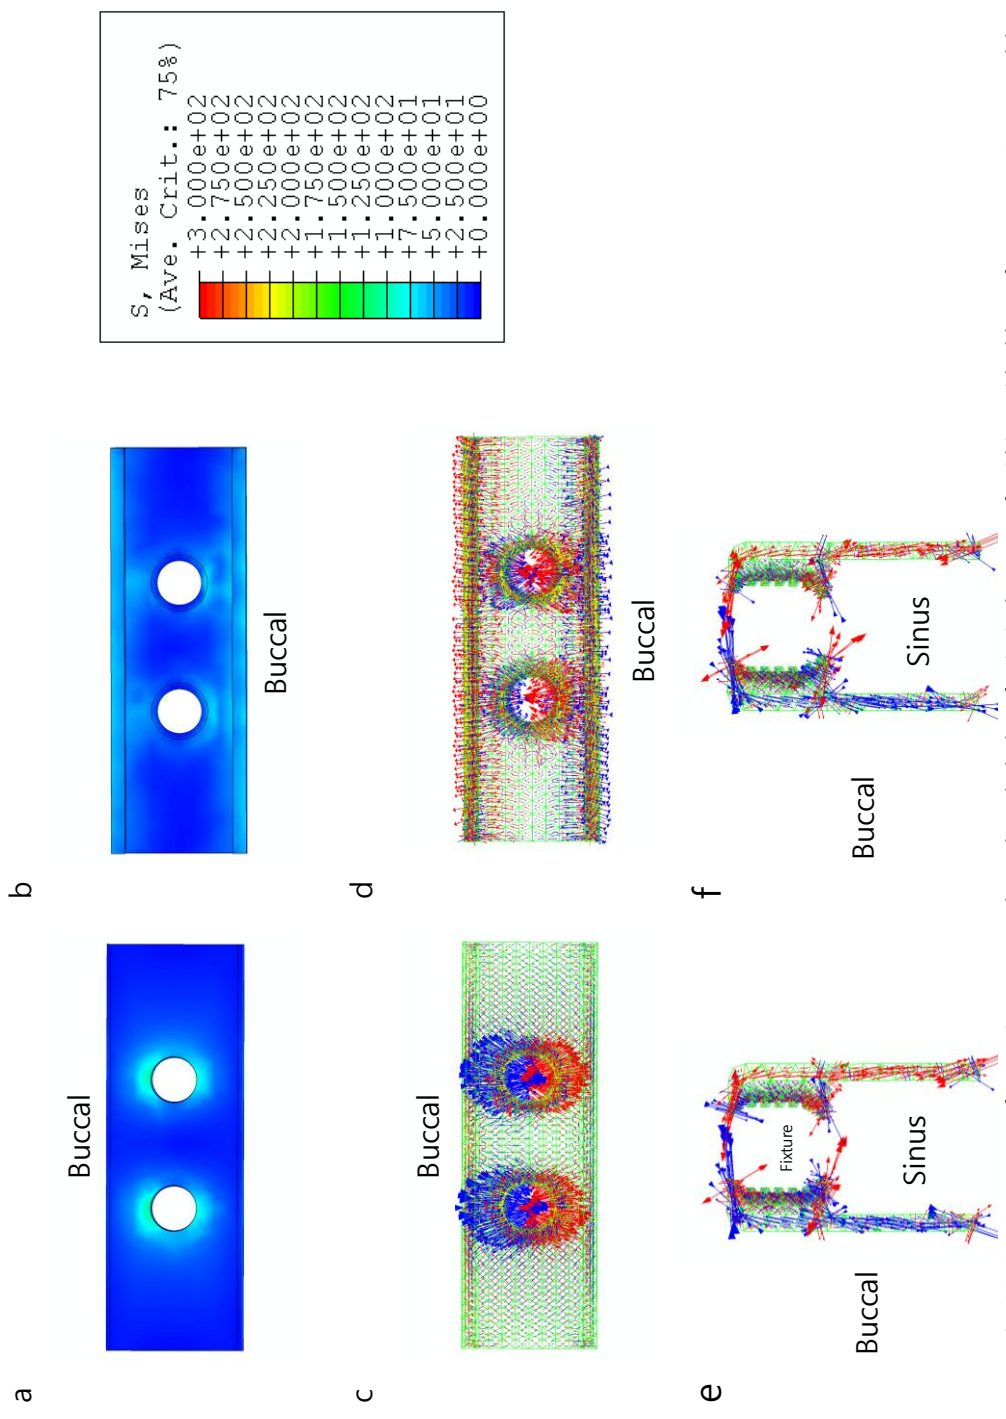 a
Buccal
b
Buccal
S, Mises
(Ave. Crit.: 75%)
+3.000e+02
+2.750e+02
+2.500e+02
+2.250e+02
+2.000e+02
+1.750e+02
+1.500e+02
+1.250e+02
+1.000e+02
+7.500e+01
+5.000e+01
+2.500e+01
+0.000e+00
c
Buccal
d
Buccal
e
Buccal
Fixture
Sinus
f
Buccal
Sinus